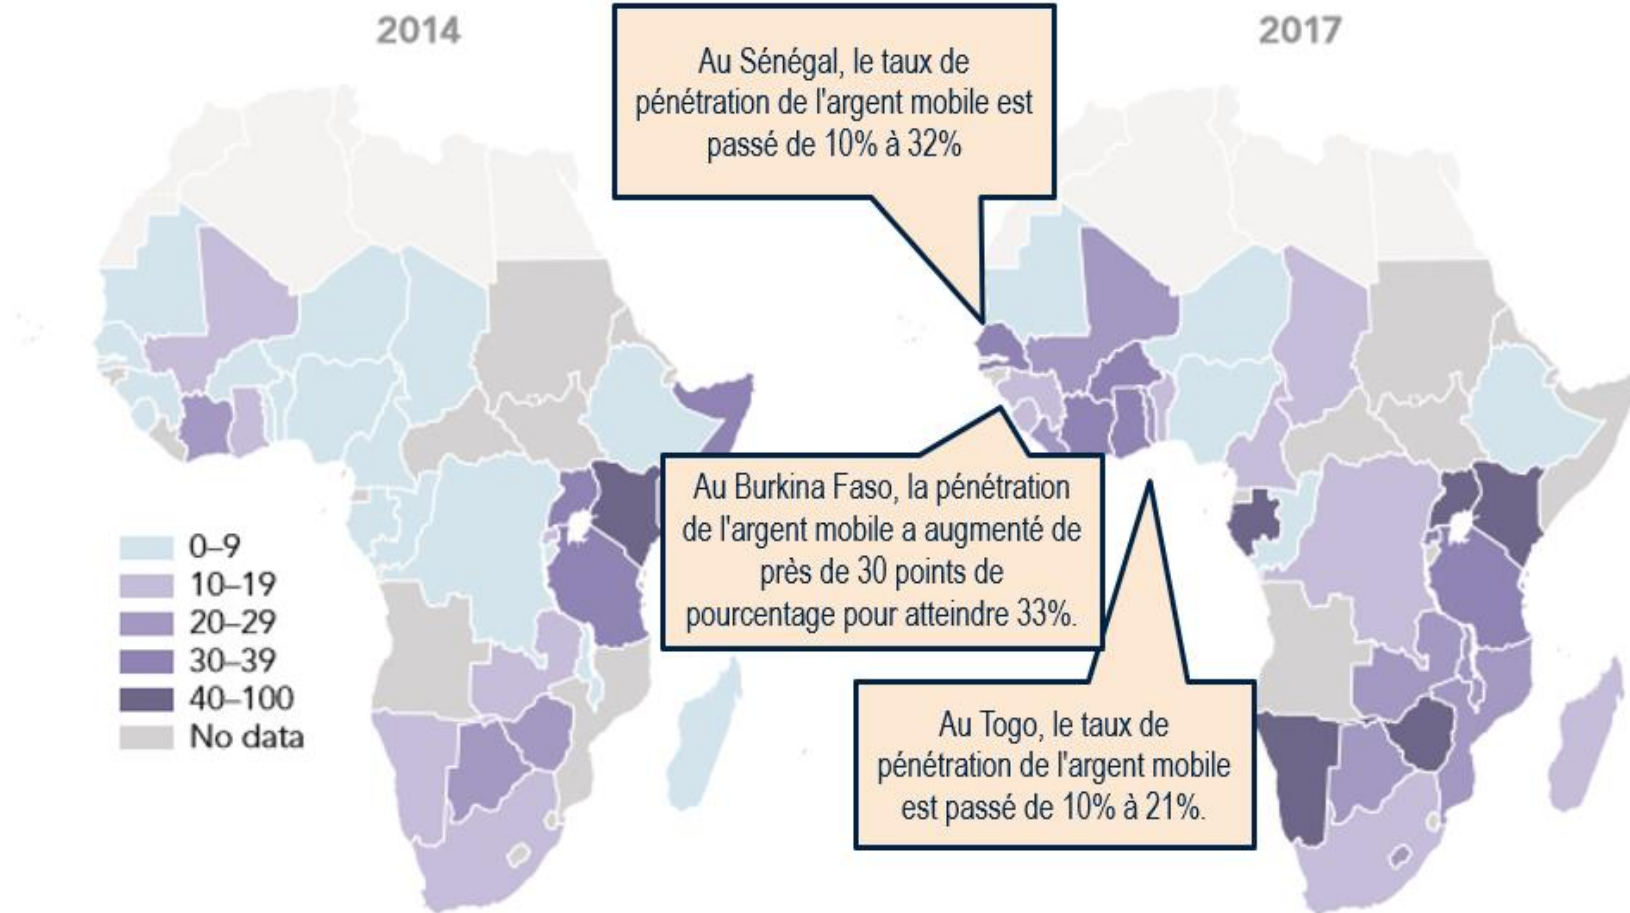 2014
2017
Au Sénégal, le taux de
pénétration de l'argent mobile est
passé de 10% à 32%
Au Burkina Faso, la pénétration
de l'argent mobile a augmenté de
près de 30 points de
pourcentage pour atteindre 33%.
Au Togo, le taux de
pénétration de l'argent mobile
est passé de 10% à 21%.
0–9
10–19
20–29
30–39
40–100
No data